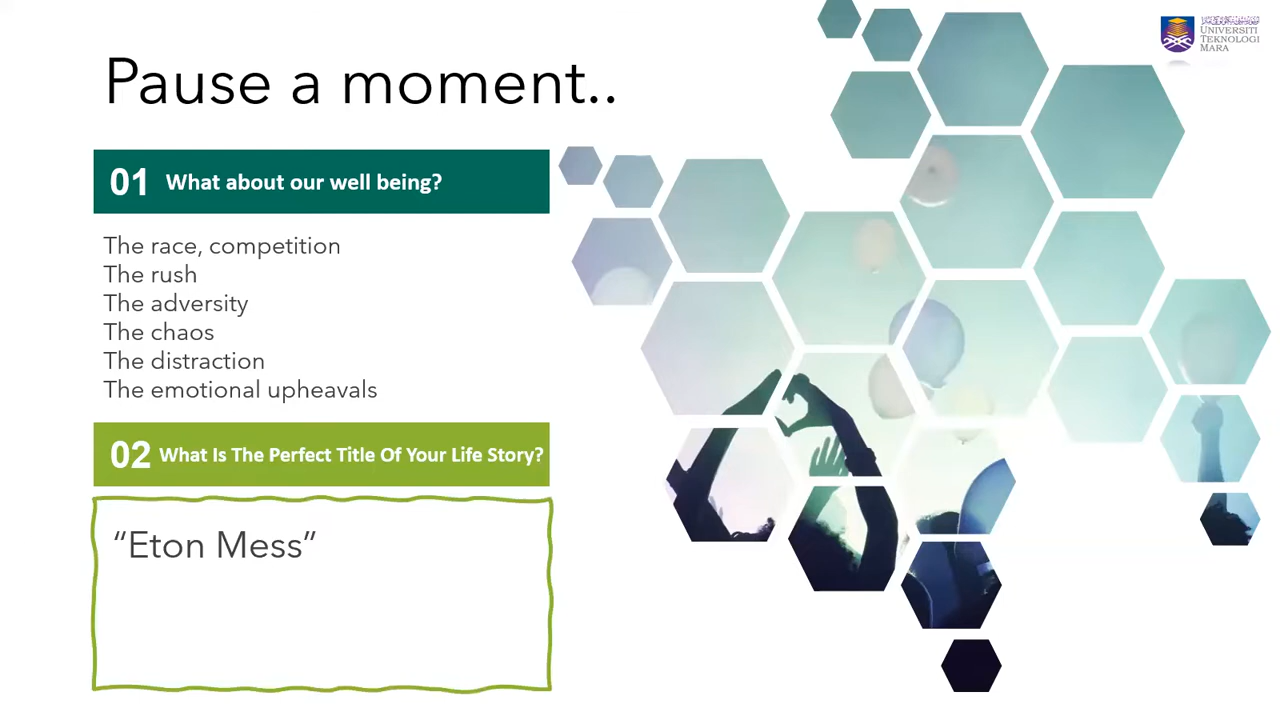 Pause a moment..
UNIVERSITI
TEKNOLOGI
MARA
01 What about our well being?
The race, competition
The rush
The adversity
The chaos
The distraction
The emotional upheavals
02 What Is The Perfect Title Of Your Life Story?
“Eton Mess”